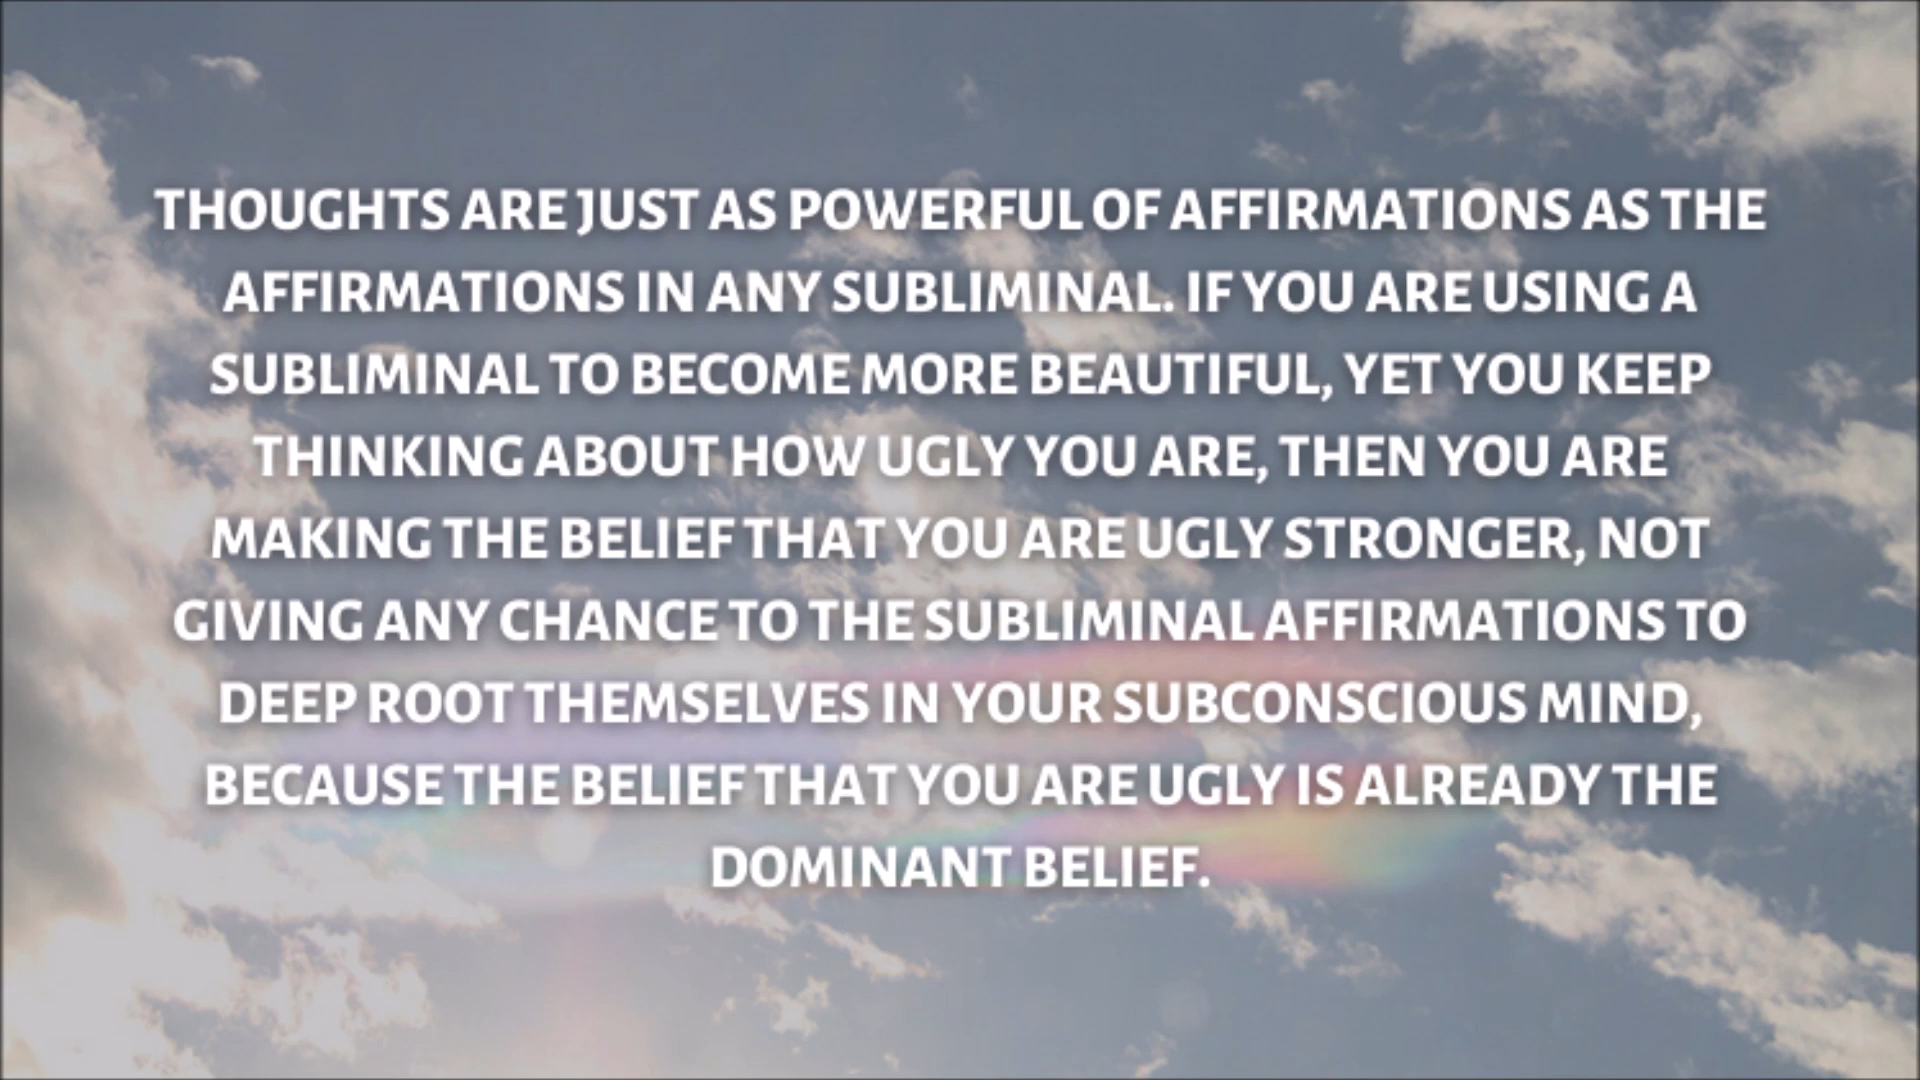 THOUGHTS ARE JUST AS POWERFUL OF AFFIRMATIONS AS THE
AFFIRMATIONS IN ANY SUBLIMINAL. IF YOU ARE USING A
SUBLIMINAL TO BECOME MORE BEAUTIFUL, YET YOU KEEP
THINKING ABOUT HOW UGLY YOU ARE, THEN YOU ARE
MAKING THE BELIEF THAT YOU ARE UGLY STRONGER, NOT
GIVING ANY CHANCE TO THE SUBLIMINAL AFFIRMATIONS TO
DEEP ROOT THEMSELVES IN YOUR SUBCONSCIOUS MIND,
BECAUSE THE BELIEF THAT YOU ARE UGLY IS ALREADY THE
DOMINANT BELIEF.